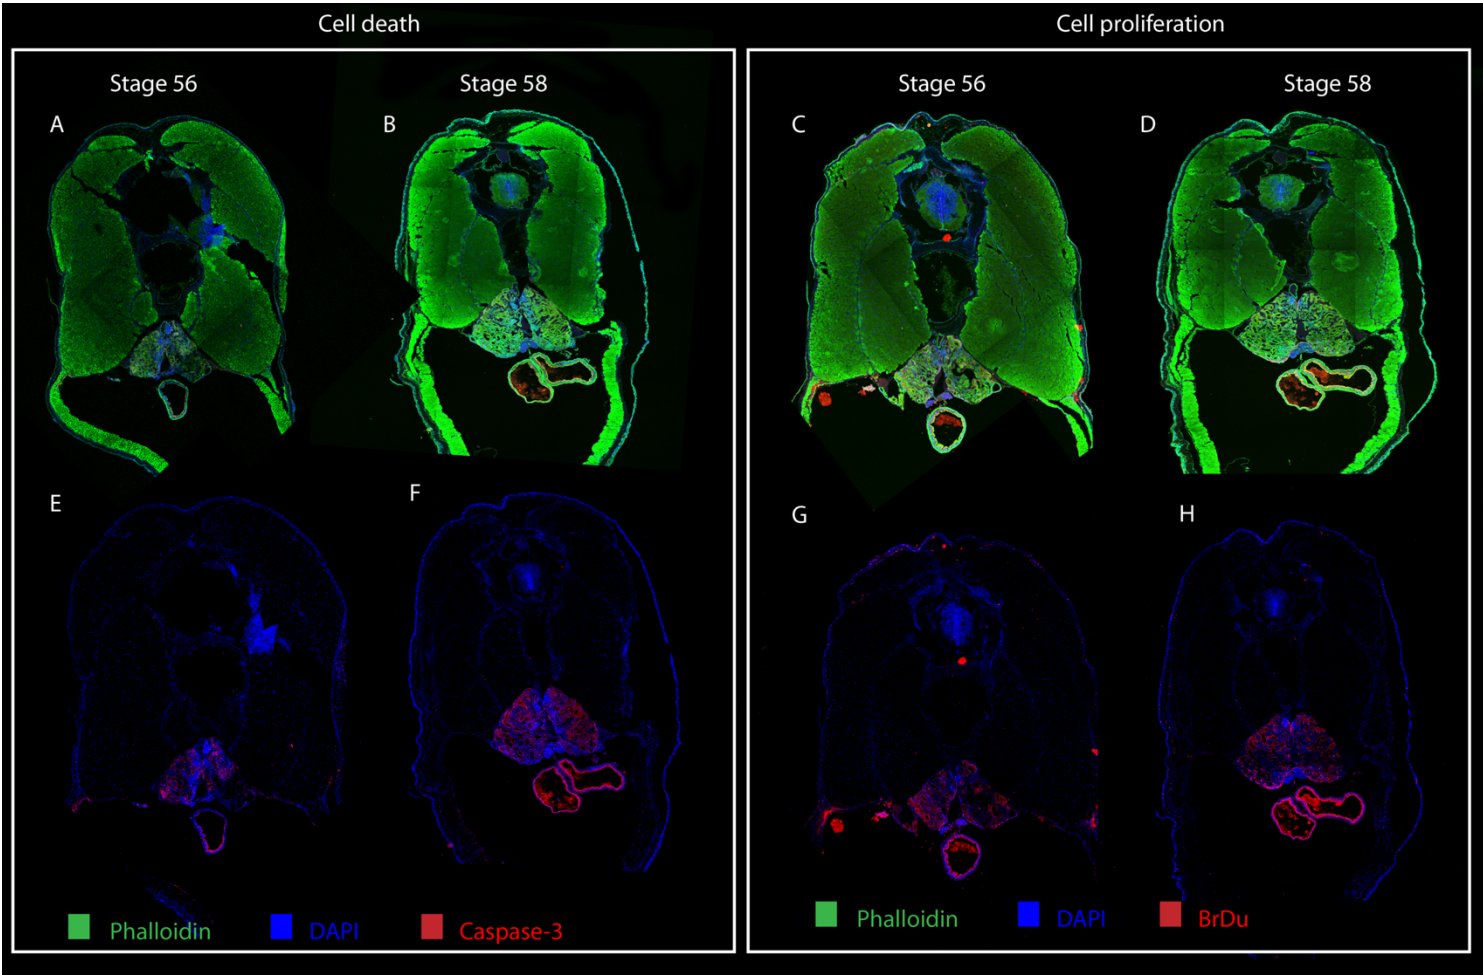 Cell death
Cell proliferation
Stage 56
Stage 58
Stage 56
Stage 58
A
B
C
D
E
F
G
H
Phalloidin
DAPI
Caspase-3
Phalloidin
DAPI
BrDu